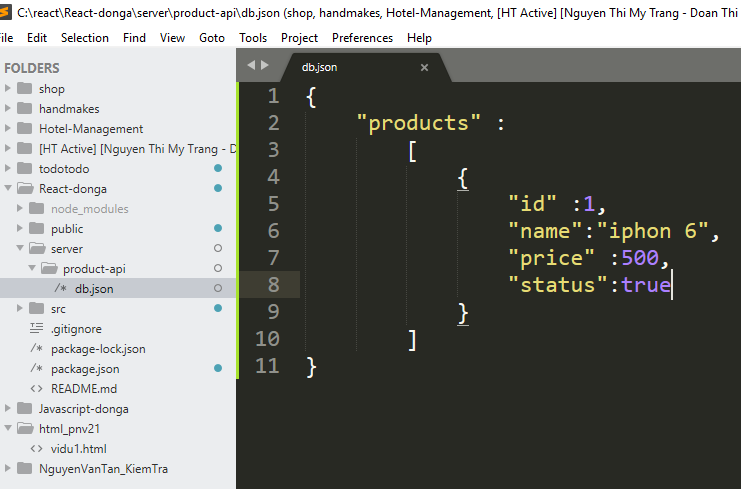 C:\react\React-donga\server\product-api\db.json (shop, handmakes, Hotel-Management, [HT Active] [Nguyen Thi My Trang - Doan Thi
File Edit Selection Find View Goto Tools Project Preferences Help
FOLDERS
shop
handmakes
Hotel-Management
[HT Active] [Nguyen Thi My Trang - D
todotodo
React-donga
node_modules
public
server
product-api
/* db.json
src
.gitignore
/* package-lock.json
/* package.json
<> README.md
Javascript-donga
html_pnv21
<> vidu1.html
NguyenVanTan_KiemTra
db.json ×
1 {
2 "products" :
3 [
4 {
5 "id" :1,
6 "name":"iphon 6",
7 "price" :500,
8 "status":true
9 }
10 ]
11 }